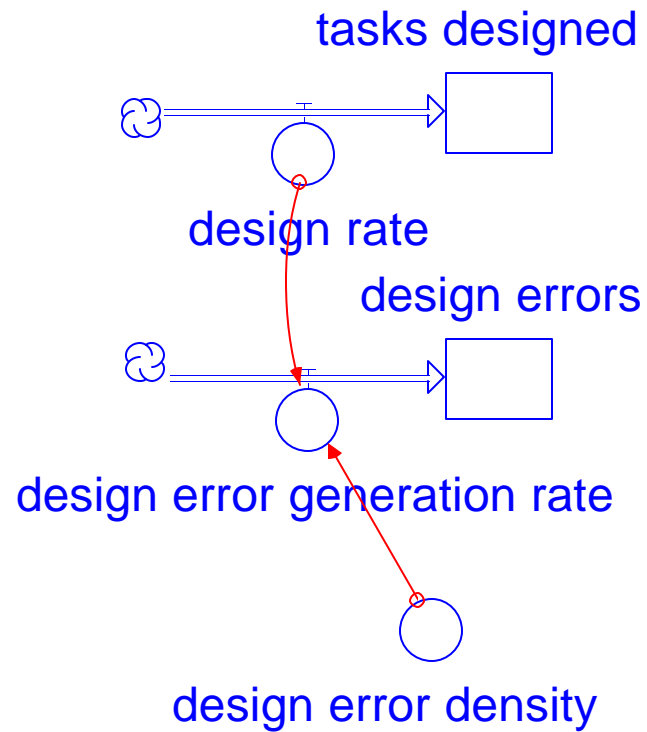 tasks designed
design rate
design errors
design error generation rate
design error density